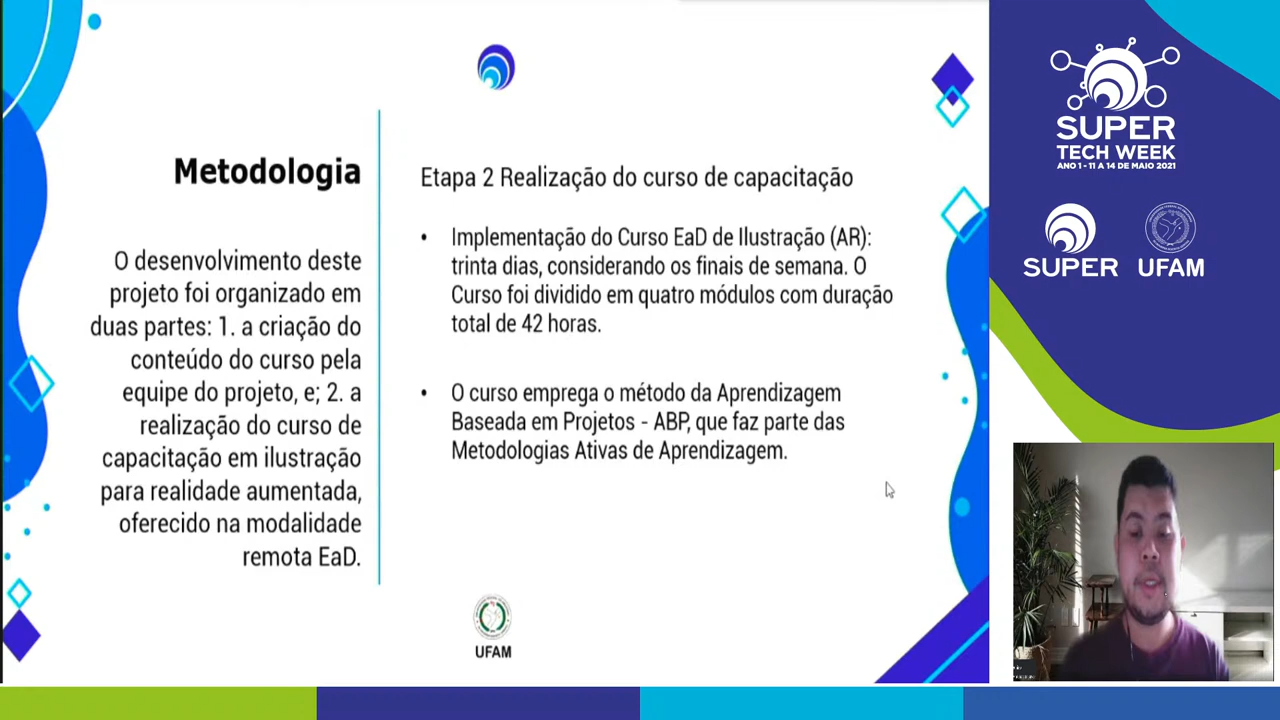 Metodologia
O desenvolvimento deste
projeto foi organizado em
duas partes: 1. a criação do
conteúdo do curso pela
equipe do projeto, e; 2. a
realização do curso de
capacitação em ilustração
para realidade aumentada,
oferecido na modalidade
remota EaD.
Etapa 2 Realização do curso de capacitação
• Implementação do Curso EaD de Ilustração (AR):
trinta dias, considerando os finais de semana. O
Curso foi dividido em quatro módulos com duração
total de 42 horas.
• O curso emprega o método da Aprendizagem
Baseada em Projetos - ABP, que faz parte das
Metodologias Ativas de Aprendizagem.
UFAM
SUPER
TECH WEEK
ANO 1 - 11 A 14 DE MAIO 2021
SUPER
UFAM